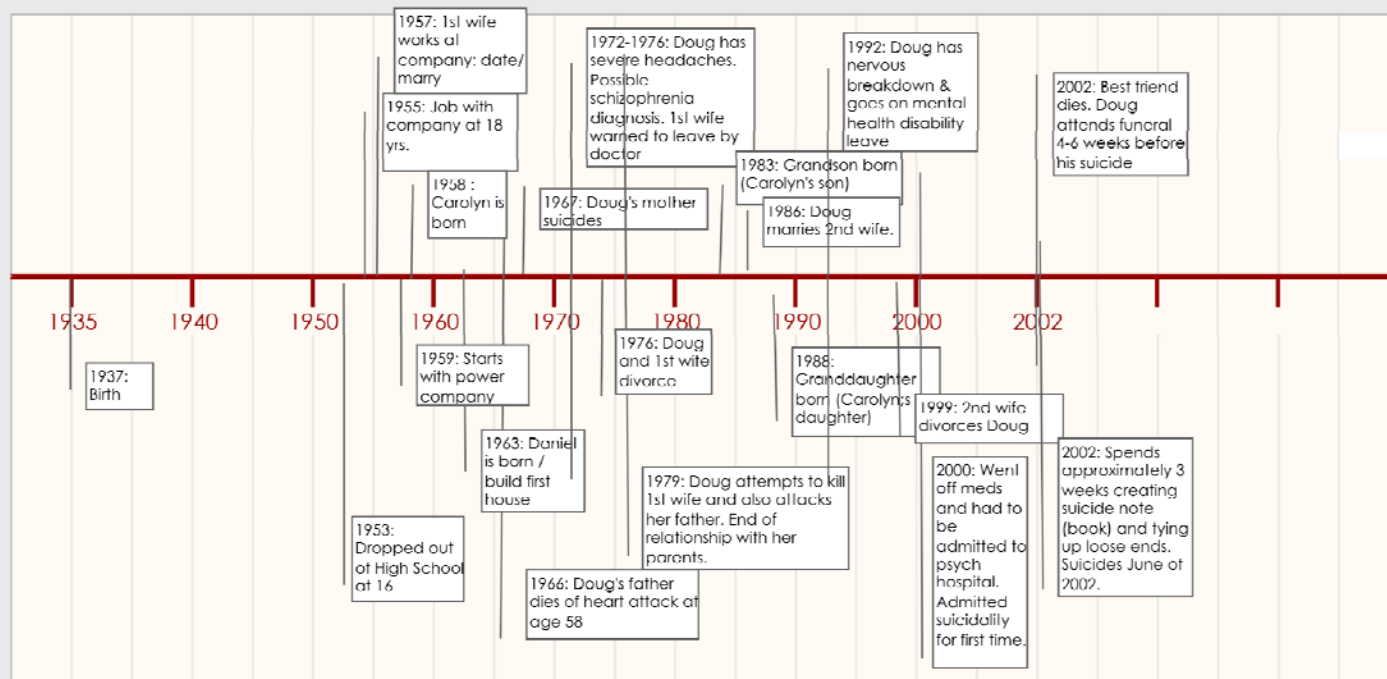 1957: 1st wife
works at
company: date/
marry
1955: Job with
company at 18
yrs.
1958 :
Carolyn is
born
1967: Doug's mother
suicides
1972-1976: Doug has
severe headaches.
Possible
schizophrenia
diagnosis. 1st wife
warned to leave by
doctor
1983: Grandson born
(Carolyn's son)
1986: Doug
marries 2nd wife.
1992: Doug has
nervous
breakdown &
goes on mental
health disability
leave
2002: Best friend
dies. Doug
attends funeral
4-6 weeks before
his suicide
1935 1940 1950 1960 1970 1980 1990 2000 2002
1937:
Birth
1953:
Dropped out
of High School
at 16
1959: Starts
with power
company
1963: Daniel
is born /
build first
house
1966: Doug's father
dies of heart attack at
age 58
1976: Doug
and 1st wife
divorce
1979: Doug attempts to kill
1st wife and also attacks
her father. End of
relationship with her
parents.
1988:
Granddaughter
born (Carolyn;s
daughter)
1999: 2nd wife
divorces Doug
2000: Went
off meds
and had to
be
admitted to
psych
hospital.
Admitted
suicidality
for first time.
2002: Spends
approximately 3
weeks creating
suicide note
(book) and tying
up loose ends.
Suicides June of
2002.